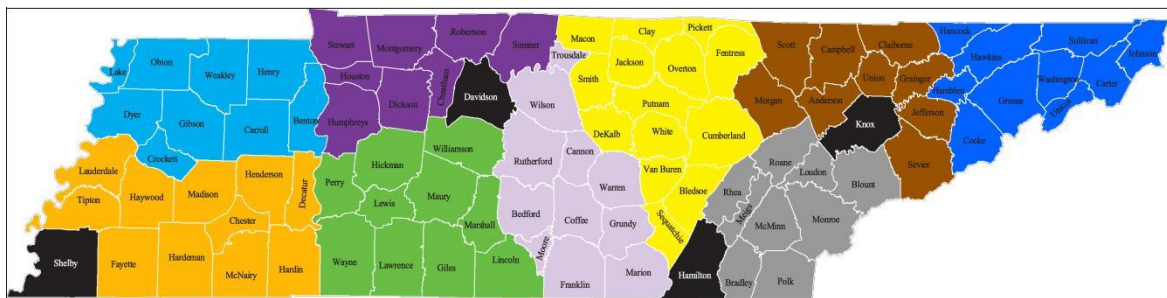 Stewart
Montgomery
Robertson
Sumner
Macon
Clay
Pickett
Fentress
Scott
Campbell
Claiborne
Hancock
Hawkins
Sullivan
Johnson
Lake
Obion
Weakley
Henry
Houston
Cheatham
Davidson
Trousdale
Smith
Jackson
Overton
Union
Grainger
Hamblen
Greene
Washington
Carter
Unicoi
Dyer
Gibson
Carroll
Benton
Humphreys
Dickson
Wilson
Putnam
Morgan
Anderson
Knox
Jefferson
Cocke
Crockett
Lauderdale
Haywood
Madison
Henderson
Decatur
Perry
Hickman
Williamson
Rutherford
Cannon
DeKalb
White
Cumberland
Roane
Loudon
Blount
Sevier
Tipton
Chester
Lewis
Maury
Marshall
Bedford
Coffee
Warren
Van Buren
Bledsoe
Rhea
Meigs
McMinn
Monroe
Grundy
Sequatchie
Shelby
Fayette
Hardeman
McNairy
Hardin
Wayne
Lawrence
Giles
Lincoln
Moore
Franklin
Marion
Hamilton
Bradley
Polk